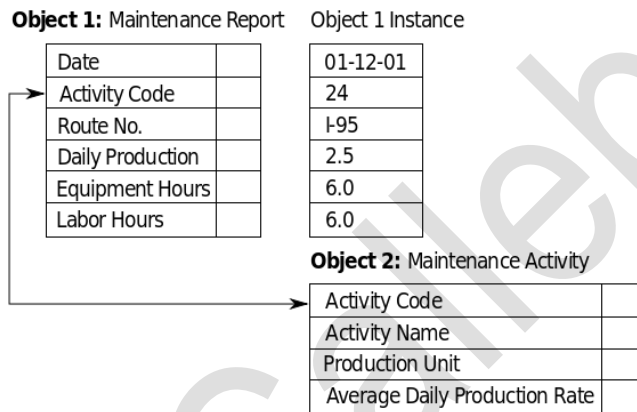 Object 1: Maintenance Report Object 1 Instance
Date 01-12-01
Activity Code 24
Route No. I-95
Daily Production 2.5
Equipment Hours 6.0
Labor Hours 6.0
Object 2: Maintenance Activity
Activity Code
Activity Name
Production Unit
Average Daily Production Rate